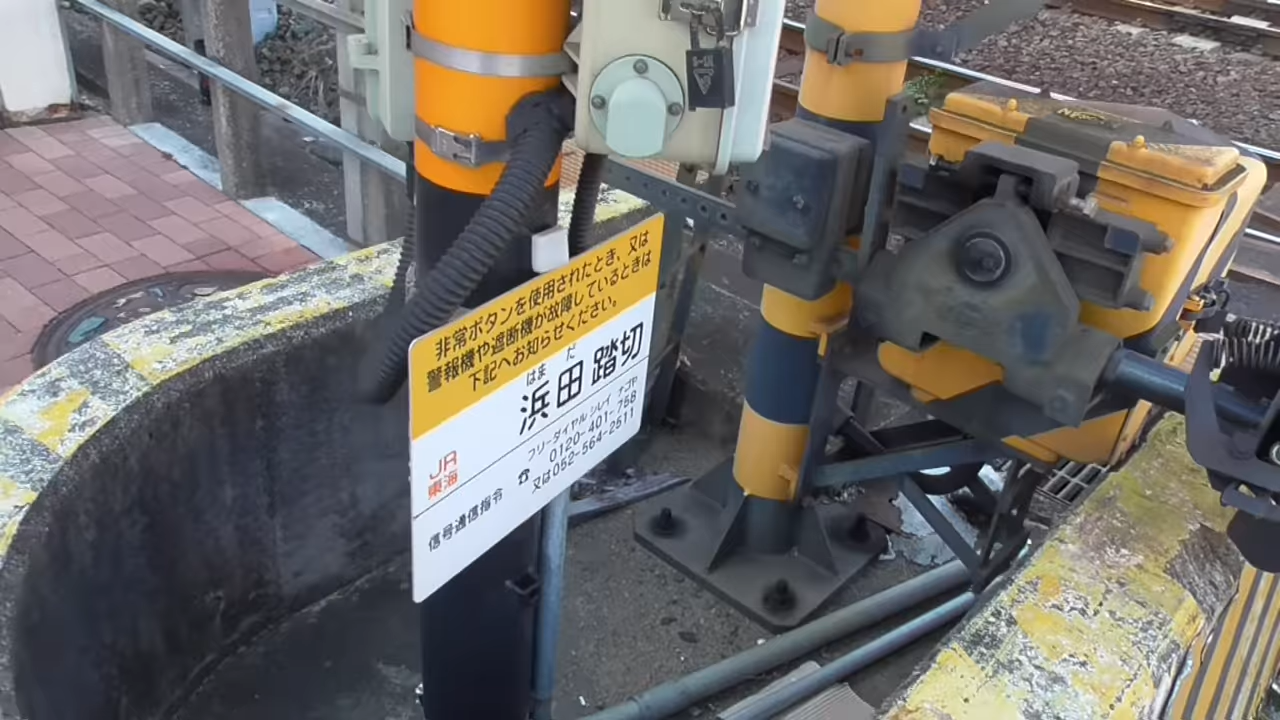 非常ボタンを使用されたとき、又は
警報機や遮断機が故障しているときは
下記へお知らせください。
はま だ
浜田踏切
JR
東海
フリーダイヤル シレイ ナゴヤ
0120-401-758
信号通信指令 ☎ 又は052-564-2511